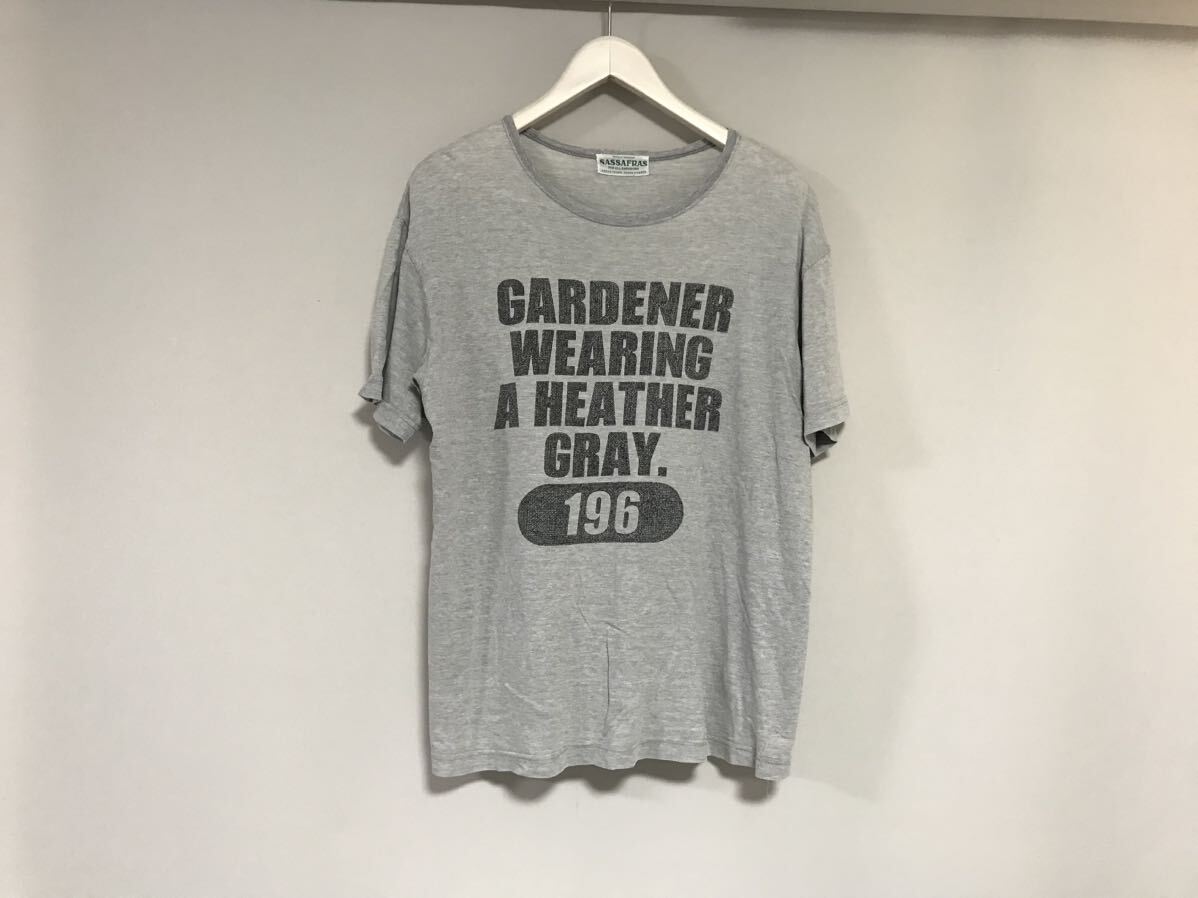 SASSAFRAS
GARDENER
WEARING
A HEATHER
GRAY.
196